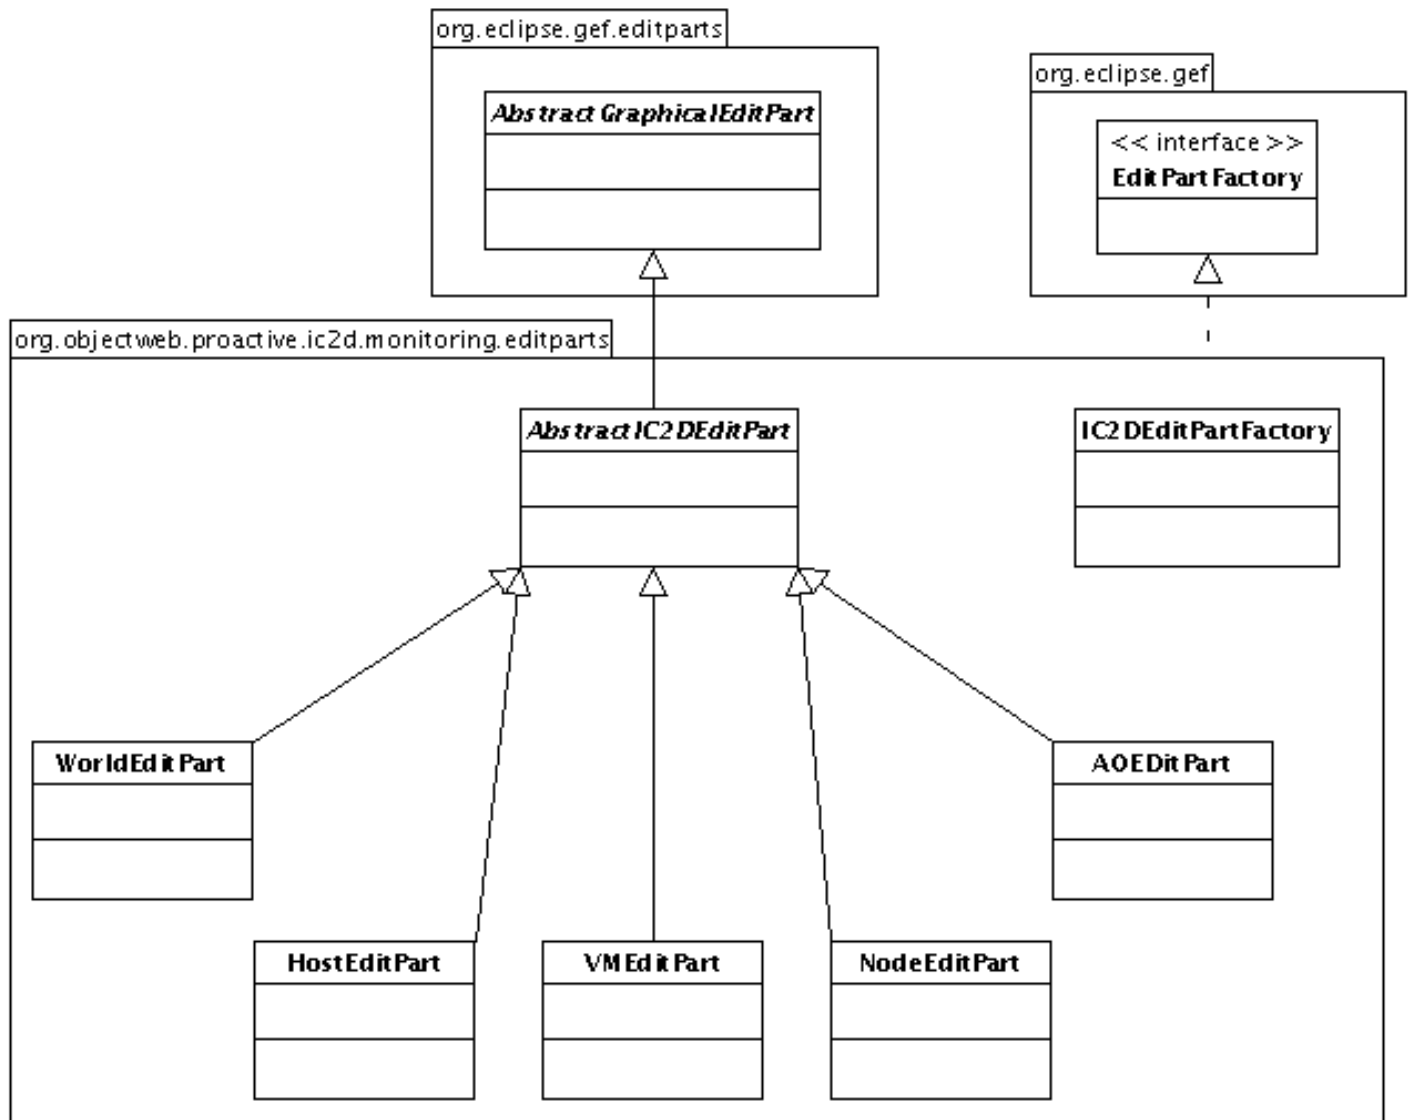 org.eclipse.gef.editparts
org.eclipse.gef
AbstractGraphicalEditPart
<< interface >>
EditPartFactory
org.objectweb.proactive.ic2d.monitoring.editparts
AbstractIC2DEditPart
IC2DEditPartFactory
WorldEditPart
AOEDitPart
HostEditPart
VMEditPart
NodeEditPart